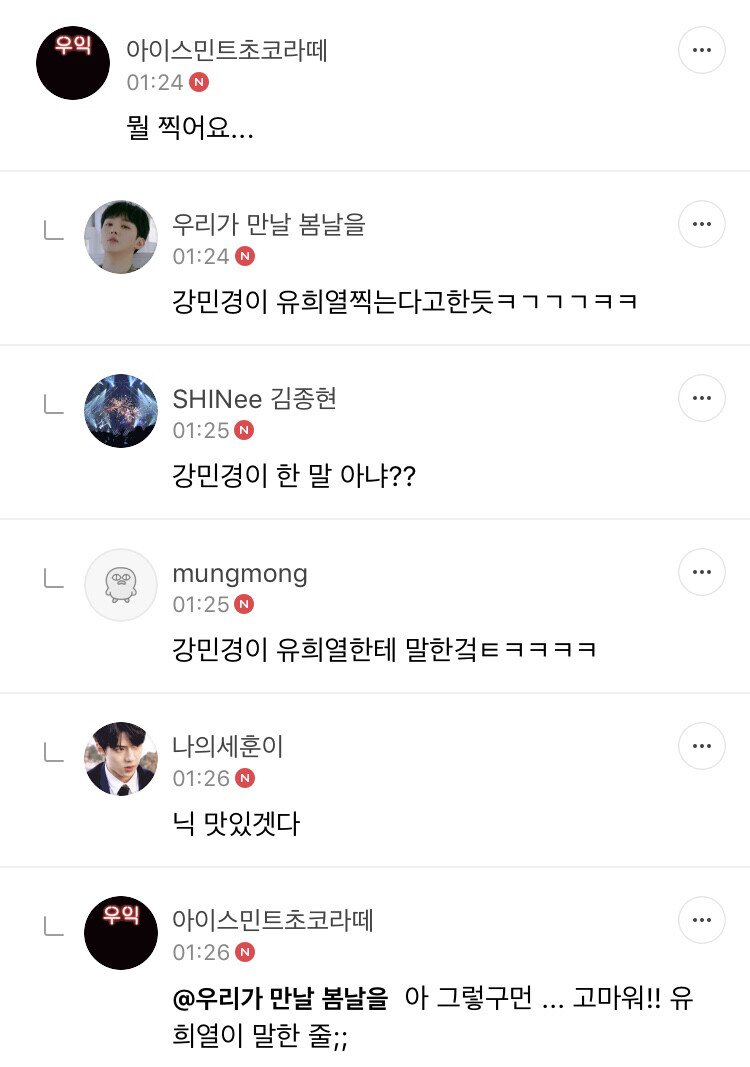 우익
아이스민트초코라떼
01:24 N
뭘 찍어요...
우리가 만날 봄날을
01:24 N
강민경이 유희열찍는다고한듯ㅋㄱㄱㄱㅋㅋ
SHINee 김종현
01:25 N
강민경이 한 말 아냐??
mungmong
01:25 N
강민경이 유희열한테 말한겈ㅌㅋㅋㅋㅋ
나의세훈이
01:26 N
닉 맛있겟다
우익
아이스민트초코라떼
01:26 N
@우리가 만날 봄날을 아 그렇구먼 ... 고마워!! 유
희열이 말한 줄;;